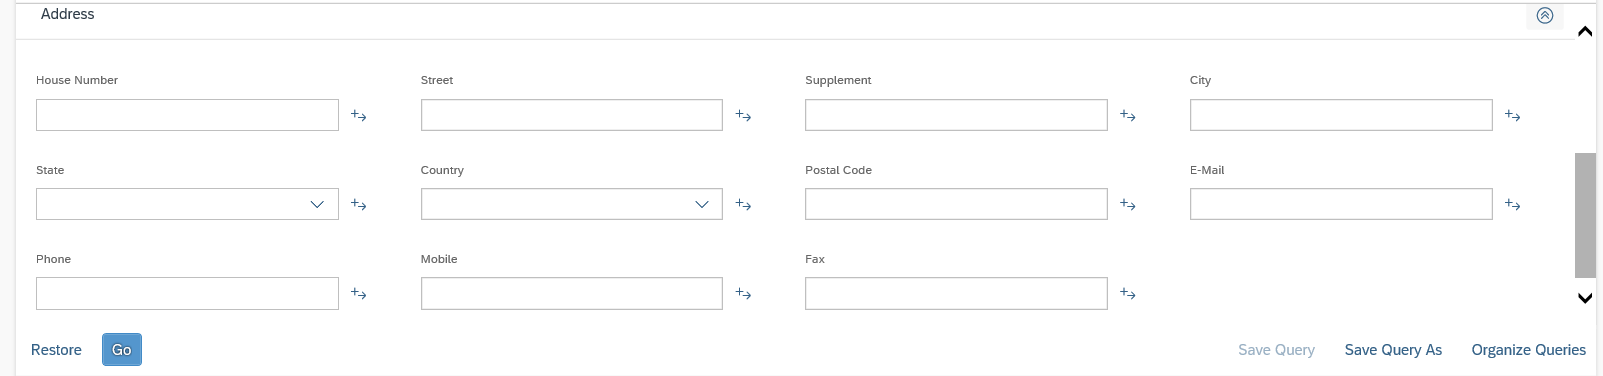 Address
House Number Street Supplement City
State Country Postal Code E-Mail
Phone Mobile Fax
Restore Go Save Query Save Query As Organize Queries